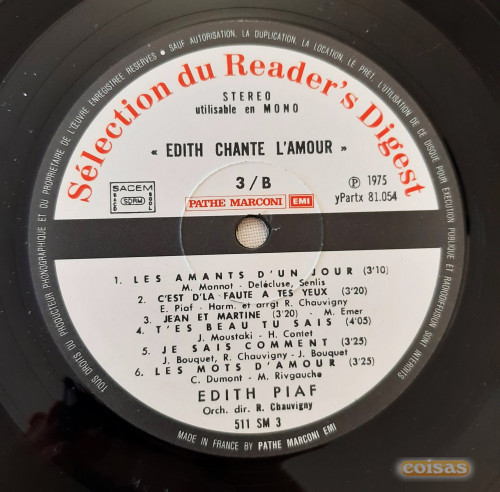 TOUS DROITS DU PRODUCTEUR PHONOGRAPHIQUE ET DU PROPRIETAIRE DE L'ŒUVRE ENREGISTREE RESERVES • SAUF AUTORISATION, LA DUPLICATION, LA LOCATION, LE PRET, L'UTILISATION DE CE DISQUE POUR EXECUTION PUBLIQUE ET RADIODIFFUSION SONT INTERDITS
Sélection du Reader's Digest
STEREO
utilisable en MONO
« EDITH CHANTE L'AMOUR »
SACEM
SDRM
3/B
PATHE MARCONI EMI
Ⓟ 1975
yPartx 81.054
1. LES AMANTS D'UN JOUR (3'10)
M. Monnot - Delécluse, Senlis
2. C'EST D'LA FAUTE A TES YEUX (3'20)
E. Piaf - Harm. et arrgt R. Chauvigny
3. JEAN ET MARTINE (3'20) - M. Emer
4. T'ES BEAU TU SAIS (4'05)
J. Moustaki - H. Contet
5. JE SAIS COMMENT (3'25)
J. Bouquet, R. Chauvigny - J. Bouquet
6. LES MOTS D'AMOUR (3'25)
C. Dumont - M. Rivgauche
EDITH PIAF
Orch. dir. R. Chauvigny
511 SM 3
MADE IN FRANCE BY PATHE MARCONI EMI
coisas